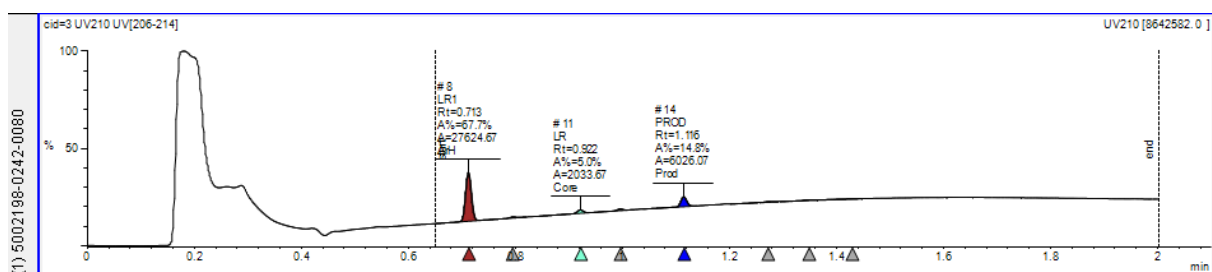 cid=3 UV210 UV[206-214]
UV210 [8642582. 0 ]
100
%
50
0
# 8
LR1
Rt=0.713
A%=67.7%
A=27624.67
ArH
# 11
LR
Rt=0.922
A%=5.0%
A=2033.67
Core
# 14
PROD
Rt=1.116
A%=14.8%
A=6026.07
Prod
end
0
0.2
0.4
0.6
0.8
1.2
1.4
1.6
1.8
2
min
1) 5002198-0242-0080